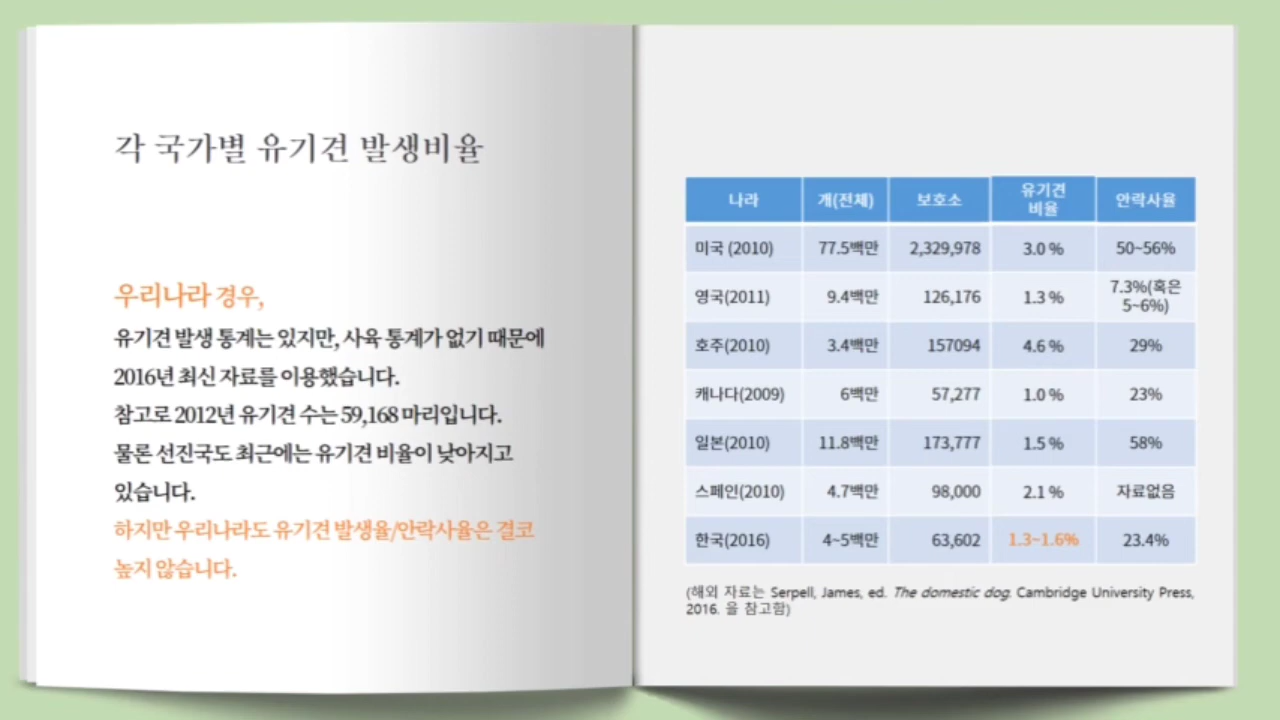 각 국가별 유기견 발생비율
우리나라 경우,
유기견 발생 통계는 있지만, 사육 통계가 없기 때문에
2016년 최신 자료를 이용했습니다.
참고로 2012년 유기견 수는 59,168 마리입니다.
물론 선진국도 최근에는 유기견 비율이 낮아지고
있습니다.
하지만 우리나라도 유기견 발생율/안락사율은 결코
높지 않습니다.
나라 개(전체) 보호소 유기견 비율 안락사율
미국 (2010) 77.5백만 2,329,978 3.0 % 50~56%
영국(2011) 9.4백만 126,176 1.3 % 7.3%(혹은 5~6%)
호주(2010) 3.4백만 157094 4.6 % 29%
캐나다(2009) 6백만 57,277 1.0 % 23%
일본(2010) 11.8백만 173,777 1.5 % 58%
스페인(2010) 4.7백만 98,000 2.1 % 자료없음
한국(2016) 4~5백만 63,602 1.3~1.6% 23.4%
(해외 자료는 Serpell, James, ed. The domestic dog. Cambridge University Press,
2016. 을 참고함)